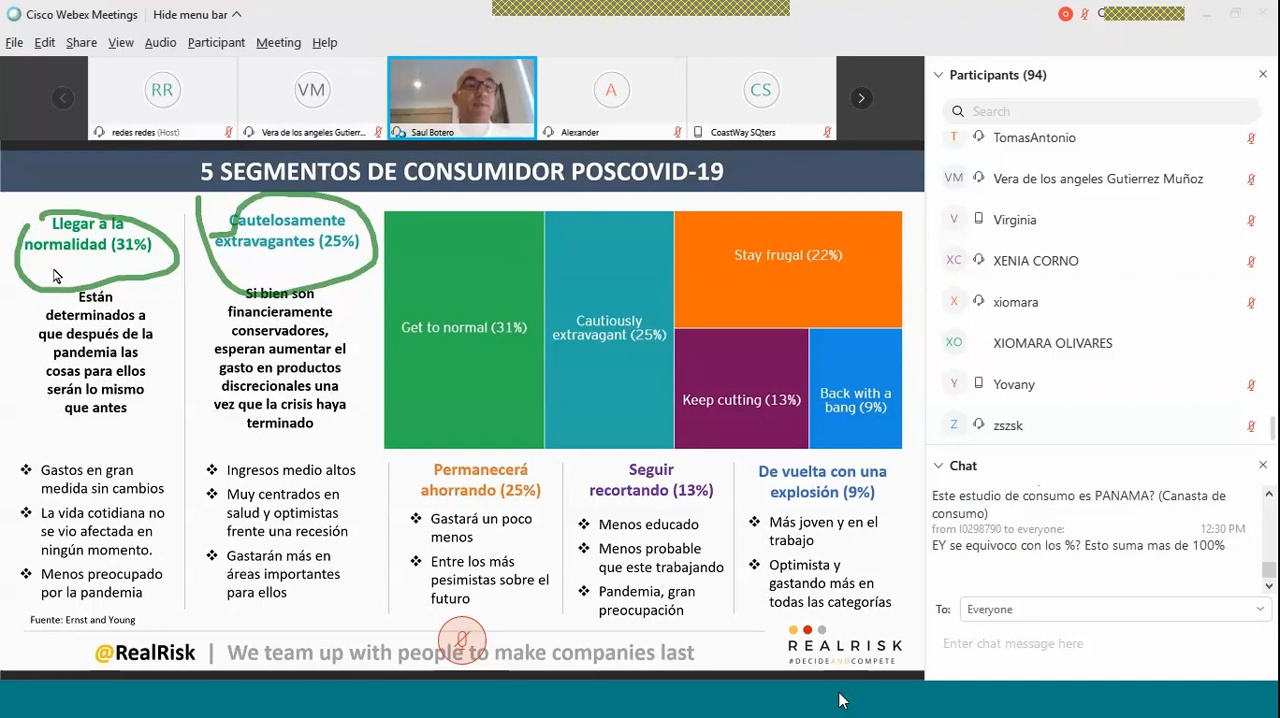 Cisco Webex Meetings Hide menu bar
File Edit Share View Audio Participant Meeting Help
RR
redes redes (Host)
VM
Vera de los angeles Gutierr...
Saul Botero
A
Alexander
CS
CoastWay SQters
5 SEGMENTOS DE CONSUMIDOR POSCOVID-19
Llegar a la
normalidad (31%)
Están
determinados a
que después de la
pandemia las
cosas para ellos
serán lo mismo
que antes
❖ Gastos en gran
medida sin cambios
❖ La vida cotidiana no
se vio afectada en
ningún momento.
❖ Menos preocupado
por la pandemia
Cautelosamente
extravagantes (25%)
Si bien son
financieramente
conservadores,
esperan aumentar el
gasto en productos
discrecionales una
vez que la crisis haya
terminado
❖ Ingresos medio altos
❖ Muy centrados en
salud y optimistas
frente una recesión
❖ Gastarán más en
áreas importantes
para ellos
Get to normal (31%)
Cautiously
extravagant (25%)
Stay frugal (22%)
Keep cutting (13%)
Back with a
bang (9%)
Permanecerá
ahorrando (25%)
❖ Gastará un poco
menos
❖ Entre los más
pesimistas sobre el
futuro
Seguir
recortando (13%)
❖ Menos educado
❖ Menos probable
que este trabajando
❖ Pandemia, gran
preocupación
De vuelta con una
explosión (9%)
❖ Más joven y en el
trabajo
❖ Optimista y
gastando más en
todas las categorías
Fuente: Ernst and Young
@RealRisk | We team up with people to make companies last
REALRISK
#DECIDEANDCOMPETE
Participants (94)
Search
T TomasAntonio
VM Vera de los angeles Gutierrez Muñoz
V Virginia
XC XENIA CORNO
X xiomara
XO XIOMARA OLIVARES
Y Yovany
Z zszsk
Chat
Este estudio de consumo es PANAMA? (Canasta de
consumo)
from I0298790 to everyone: 12:30 PM
EY se equivoco con los %? Esto suma mas de 100%
To: Everyone
Enter chat message here